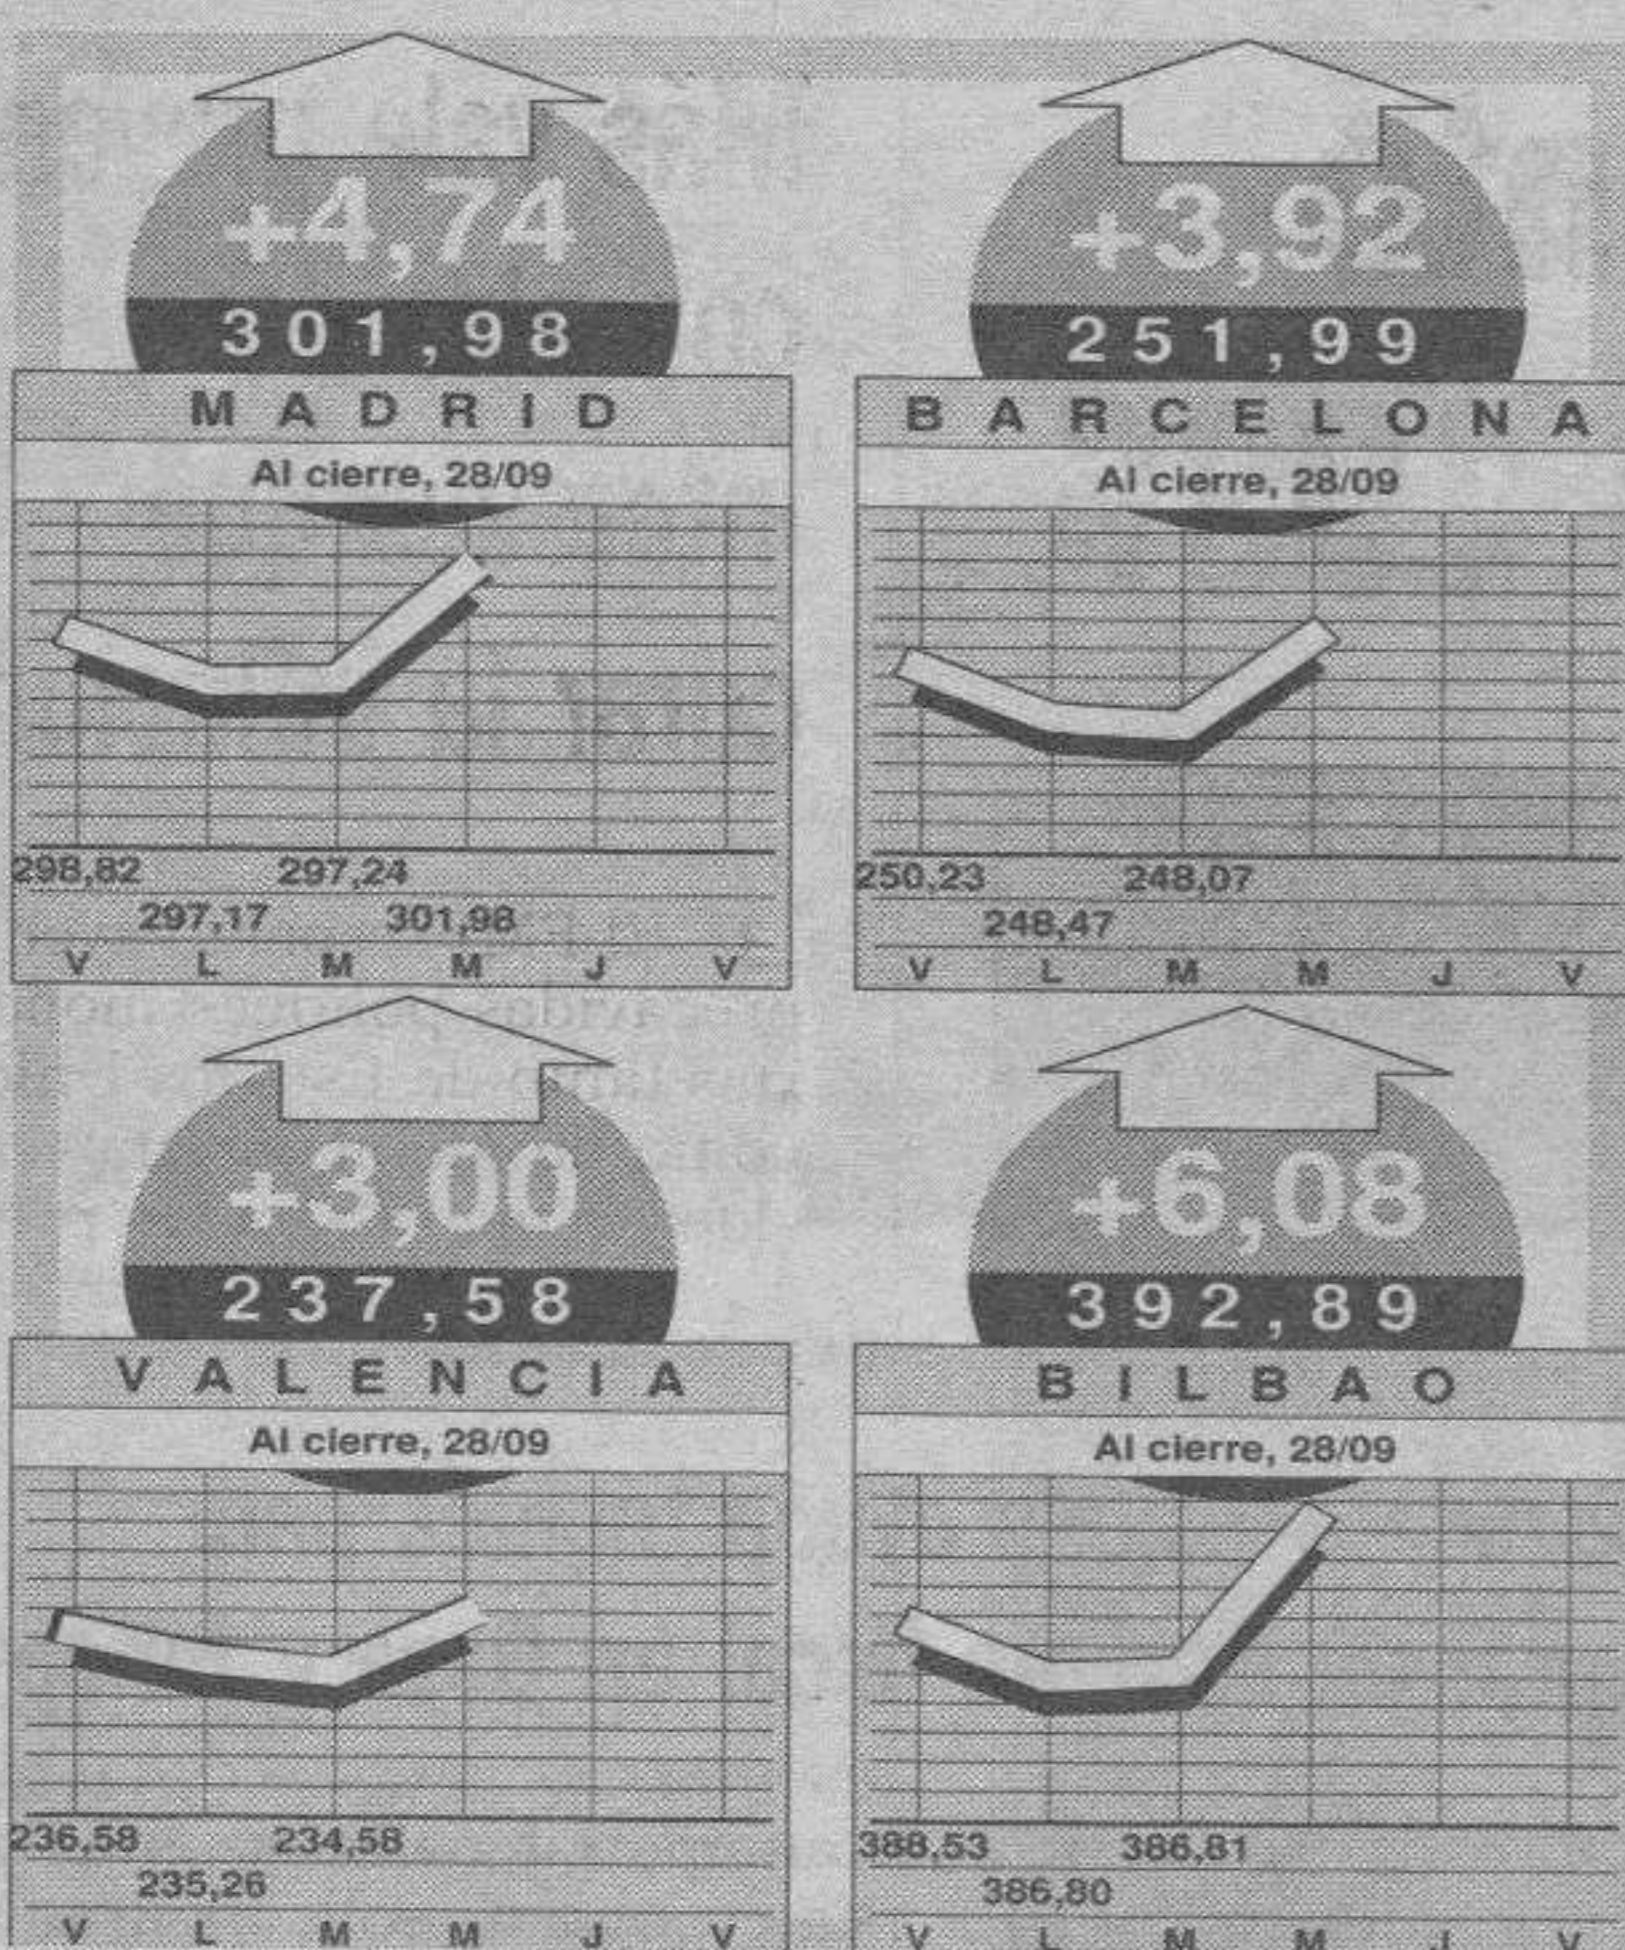 +4,74
301,98
MADRID
Al cierre, 28/09
298,82 297,24
297,17 301,98
V L M M J V
+3,92
251,99
BARCELONA
Al cierre, 28/09
250,23 248,07
248,47
V L M M J V
+3,00
237,58
VALENCIA
Al cierre, 28/09
236,58 234,58
235,26
V L M M J V
+6,08
392,89
BILBAO
Al cierre, 28/09
388,53 386,81
386,80
V L M M J V